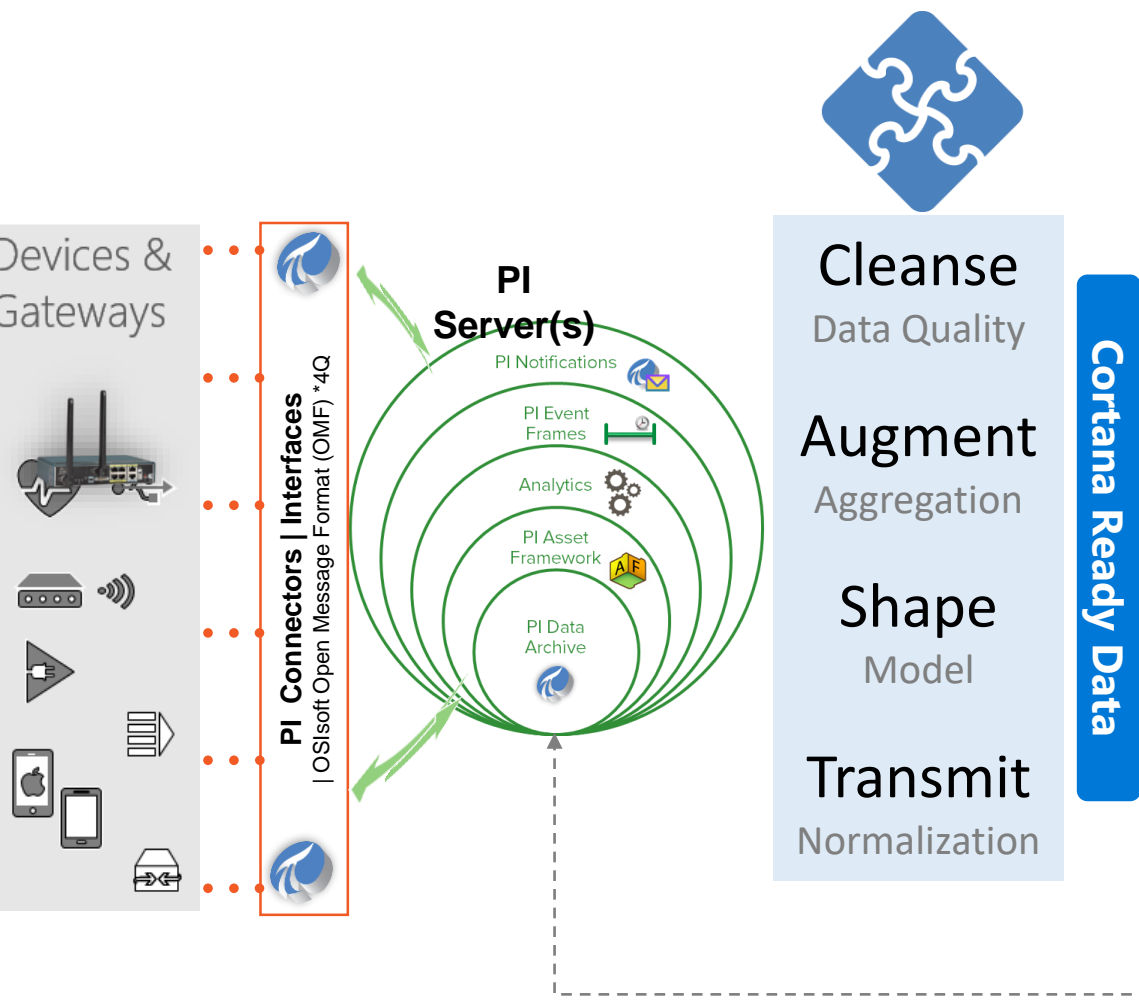 Devices &
Gateways
PI Connectors | Interfaces
| OSIsoft Open Message Format (OMF) *4Q
PI
Server(s)
PI Notifications
PI Event
Frames
Analytics
PI Asset
Framework
A F
PI Data
Archive
Cleanse
Data Quality
Augment
Aggregation
Shape
Model
Transmit
Normalization
Cortana Ready Data